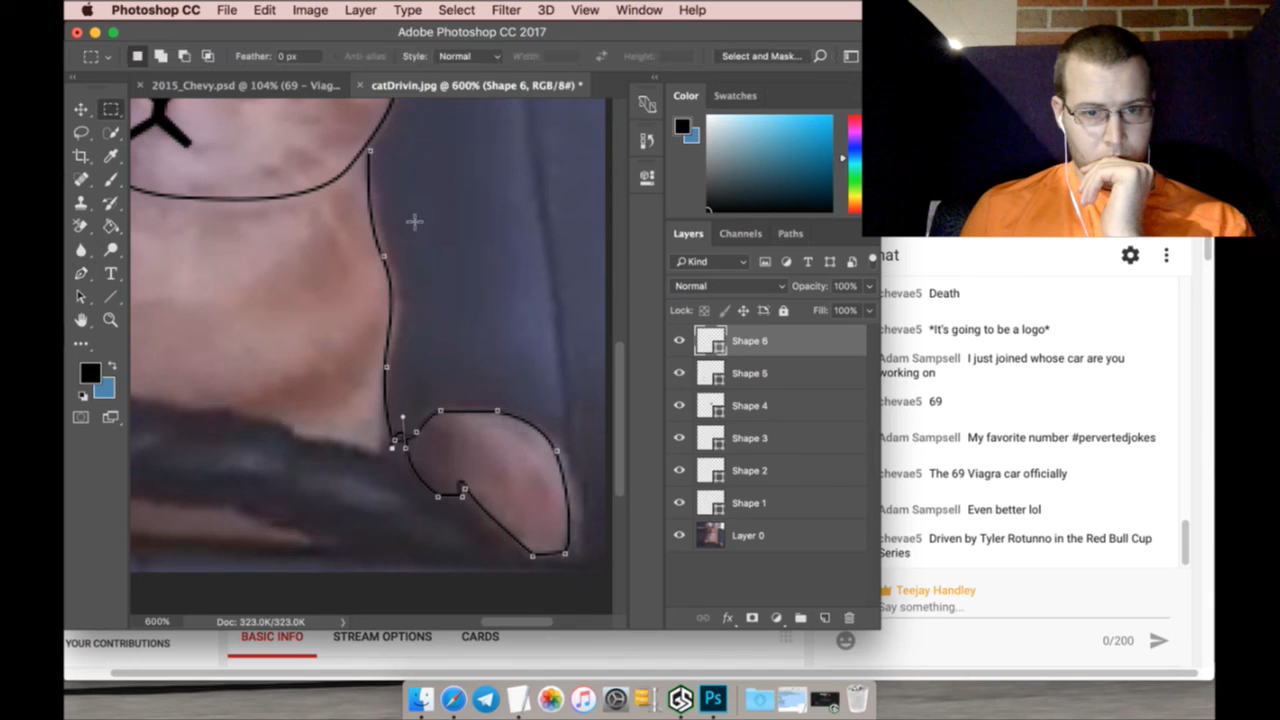 Photoshop CC File Edit Image Layer Type Select Filter 3D View Window Help
Adobe Photoshop CC 2017
Feather: 0 px Anti-alias Style: Normal Width: Height: Select and Mask...
2015_Chevy.psd @ 104% (69 - Viag... catDrivin.jpg @ 600% (Shape 6, RGB/8#) *
Color Swatches
Layers Channels Paths
Kind
Normal Opacity: 100%
Lock: Fill: 100%
Shape 6
Shape 5
Shape 4
Shape 3
Shape 2
Shape 1
Layer 0
fx
600% Doc: 323.0K/323.0K
YOUR CONTRIBUTIONS BASIC INFO STREAM OPTIONS CARDS
hat
chevae5 Death
chevae5 *It's going to be a logo*
Adam Sampsell I just joined whose car are you
working on
chevae5 69
Adam Sampsell My favorite number #pervertedjokes
chevae5 The 69 Viagra car officially
Adam Sampsell Even better lol
chevae5 Driven by Tyler Rotunno in the Red Bull Cup
Series
Teejay Handley
Say something...
0/200
Ps